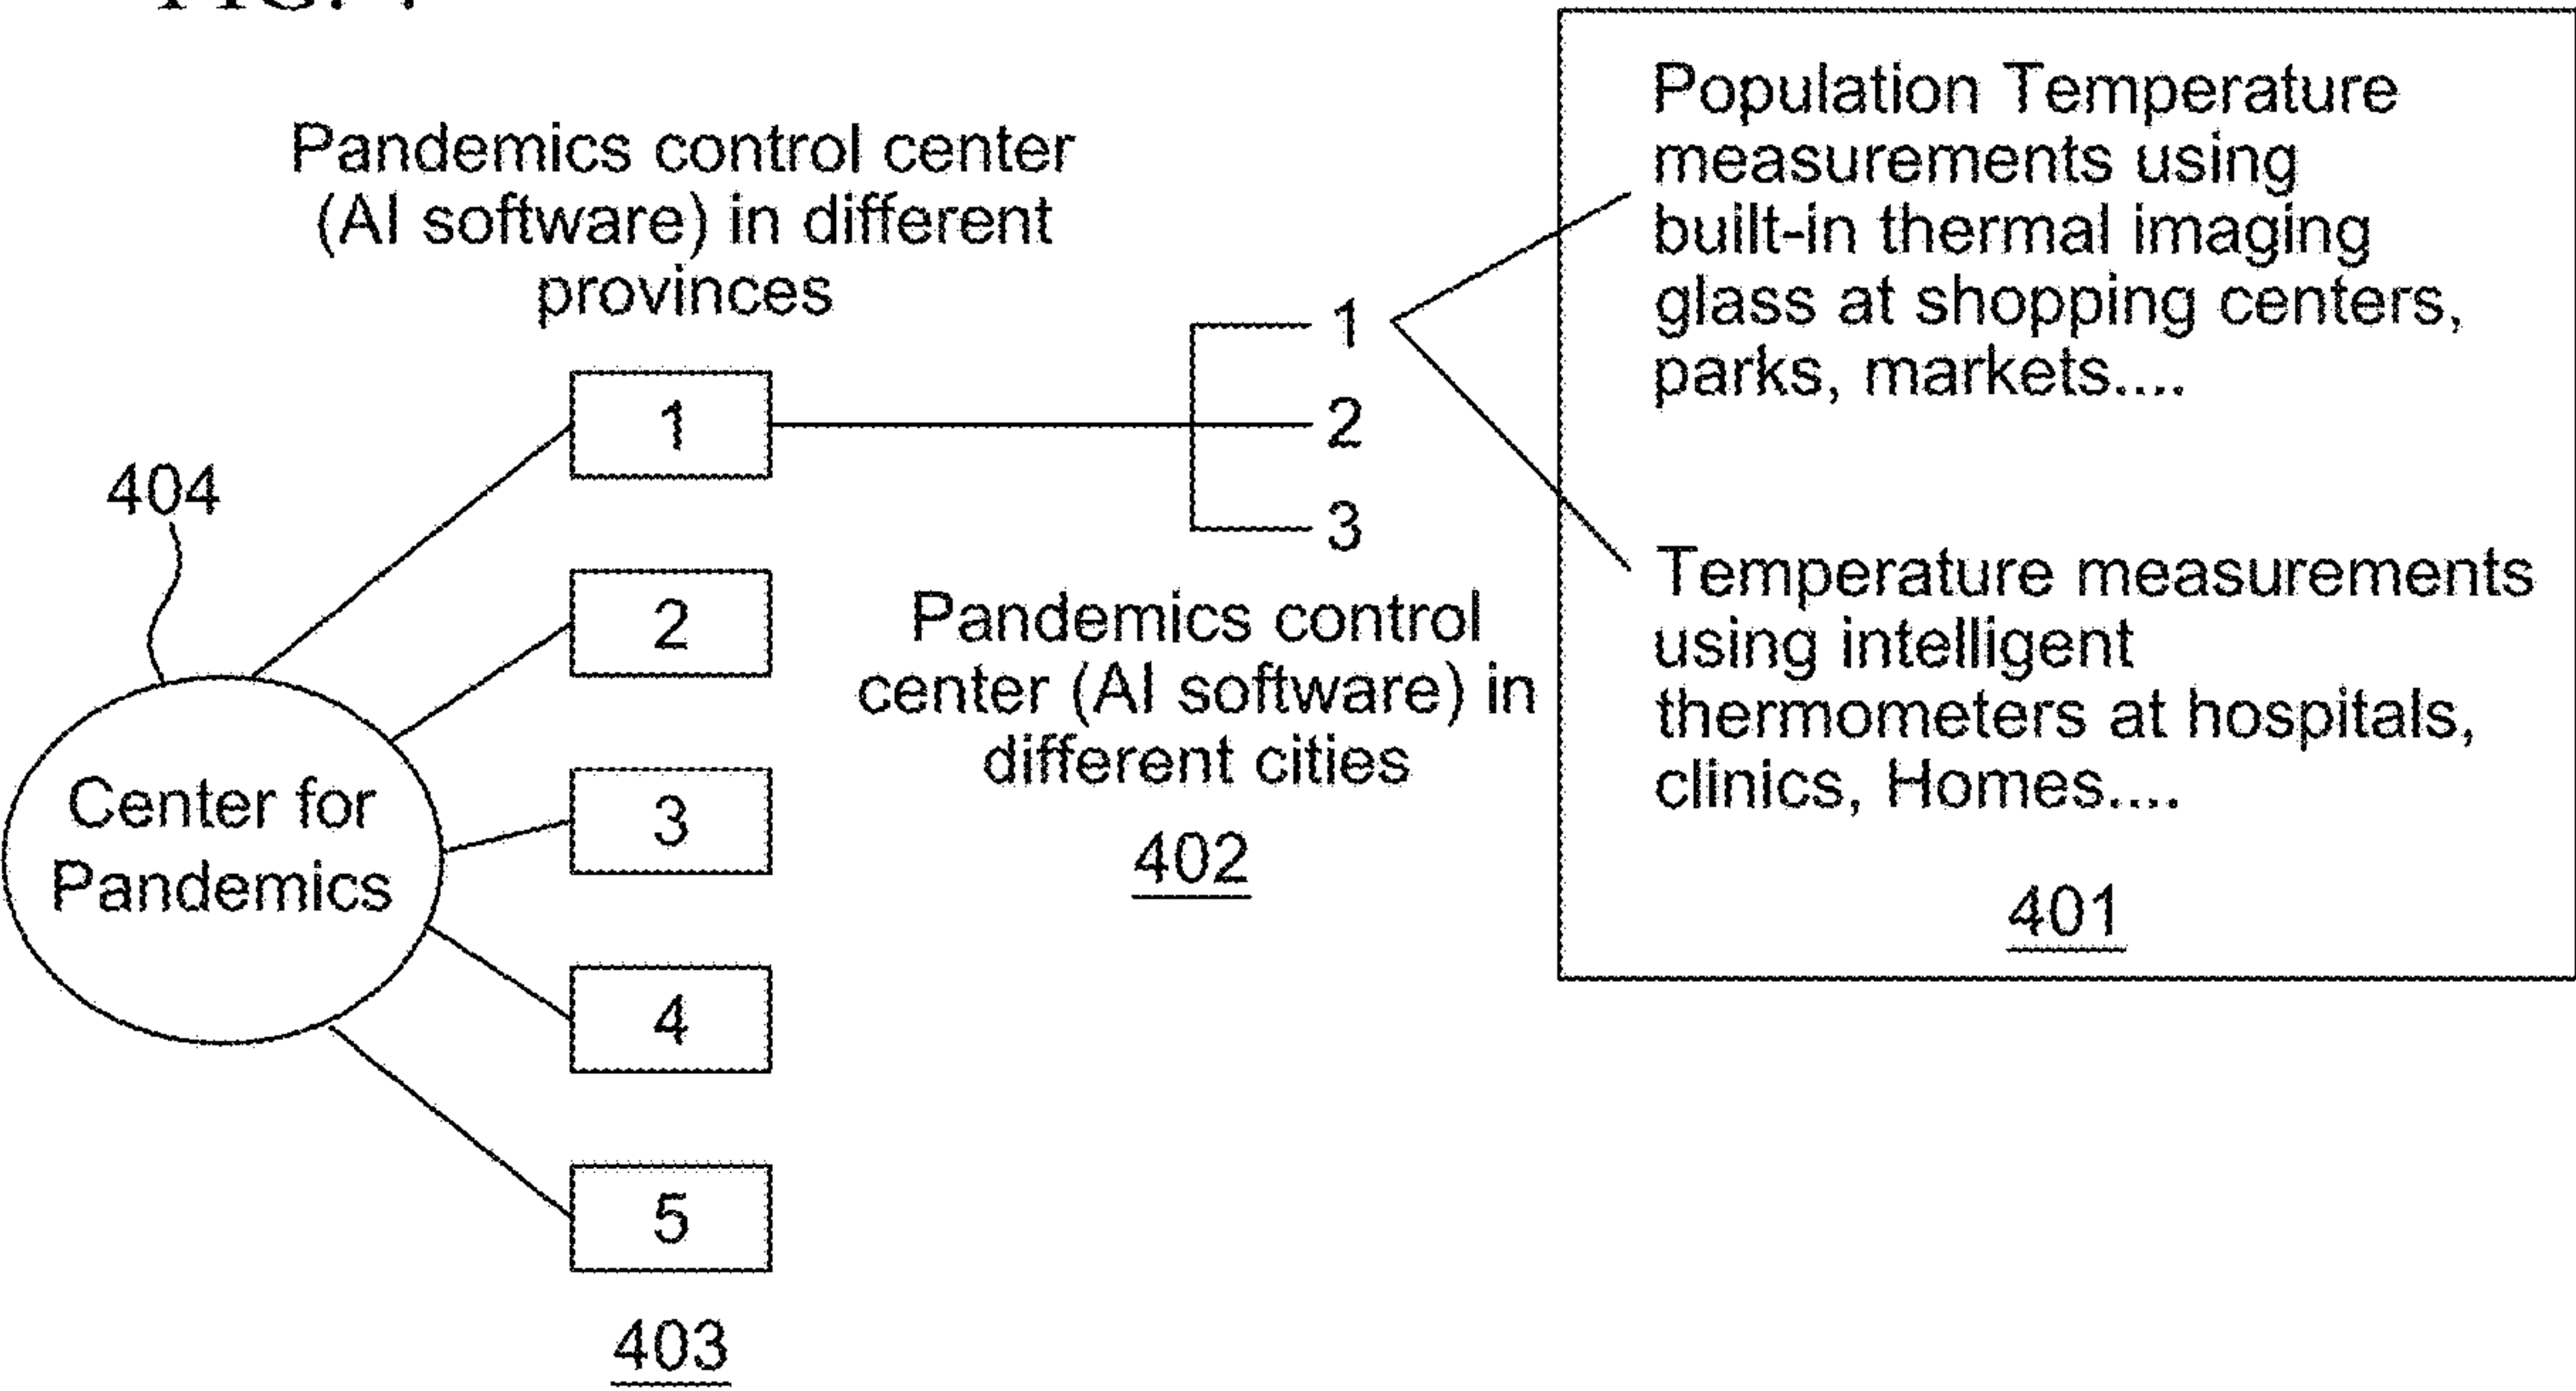 Pandemics control center
(AI software) in different
provinces
404
Center for
Pandemics
1
2
3
4
5
403
1
2
3
Pandemics control
center (AI software) in
different cities
402
Population Temperature
measurements using
built-in thermal imaging
glass at shopping centers,
parks, markets....
Temperature measurements
using intelligent
thermometers at hospitals,
clinics, Homes....
401